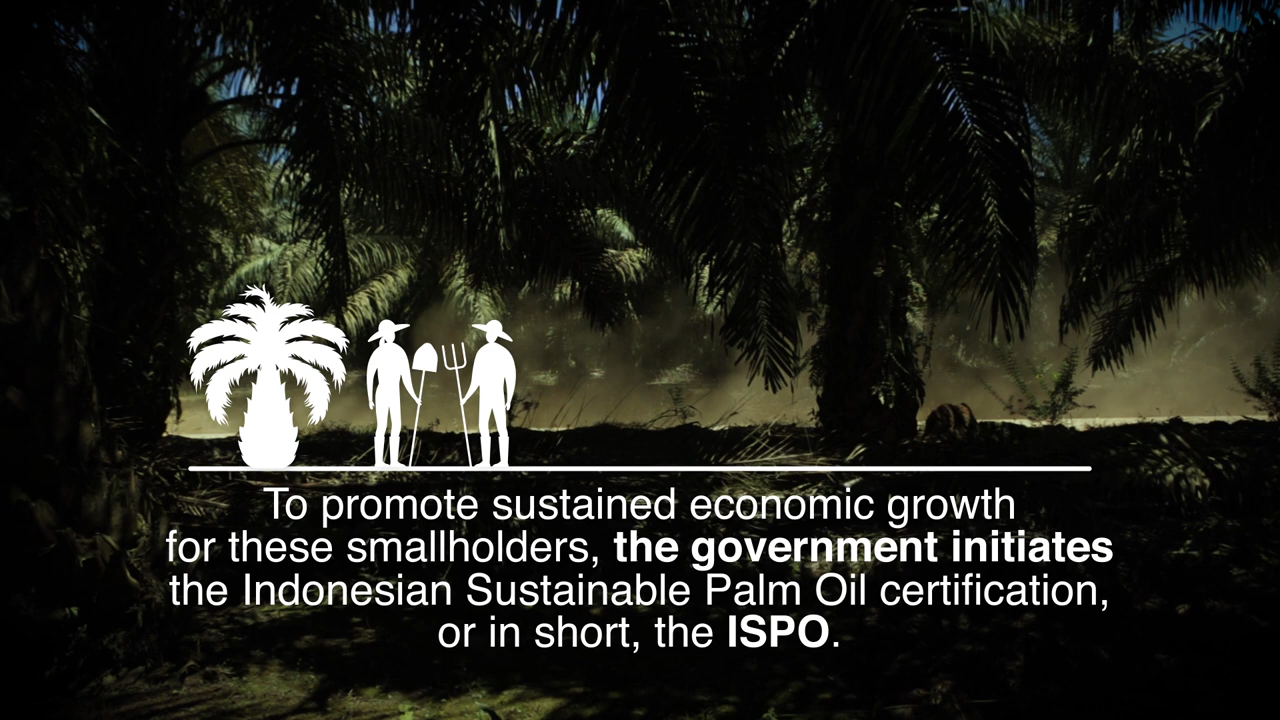 To promote sustained economic growth
for these smallholders, the government initiates
the Indonesian Sustainable Palm Oil certification,
or in short, the ISPO.